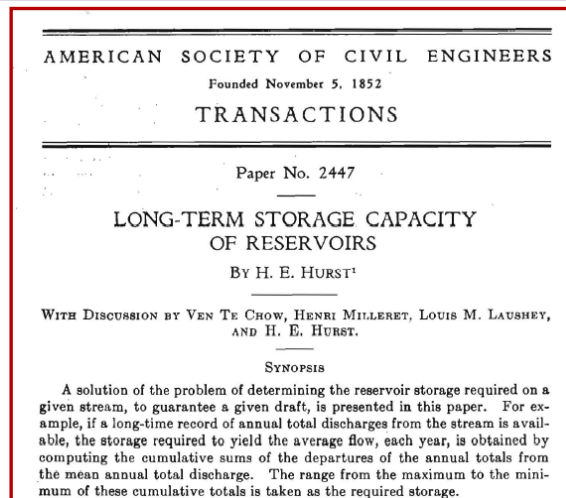 AMERICAN SOCIETY OF CIVIL ENGINEERS
Founded November 5, 1852
TRANSACTIONS
Paper No. 2447
LONG-TERM STORAGE CAPACITY
OF RESERVOIRS
BY H. E. HURST¹
WITH DISCUSSION BY VEN TE CHOW, HENRI MILLERET, LOUIS M. LAUSHEY,
AND H. E. HURST.
SYNOPSIS
A solution of the problem of determining the reservoir storage required on a
given stream, to guarantee a given draft, is presented in this paper. For ex-
ample, if a long-time record of annual total discharges from the stream is avail-
able, the storage required to yield the average flow, each year, is obtained by
computing the cumulative sums of the departures of the annual totals from
the mean annual total discharge. The range from the maximum to the mini-
mum of these cumulative totals is taken as the required storage.